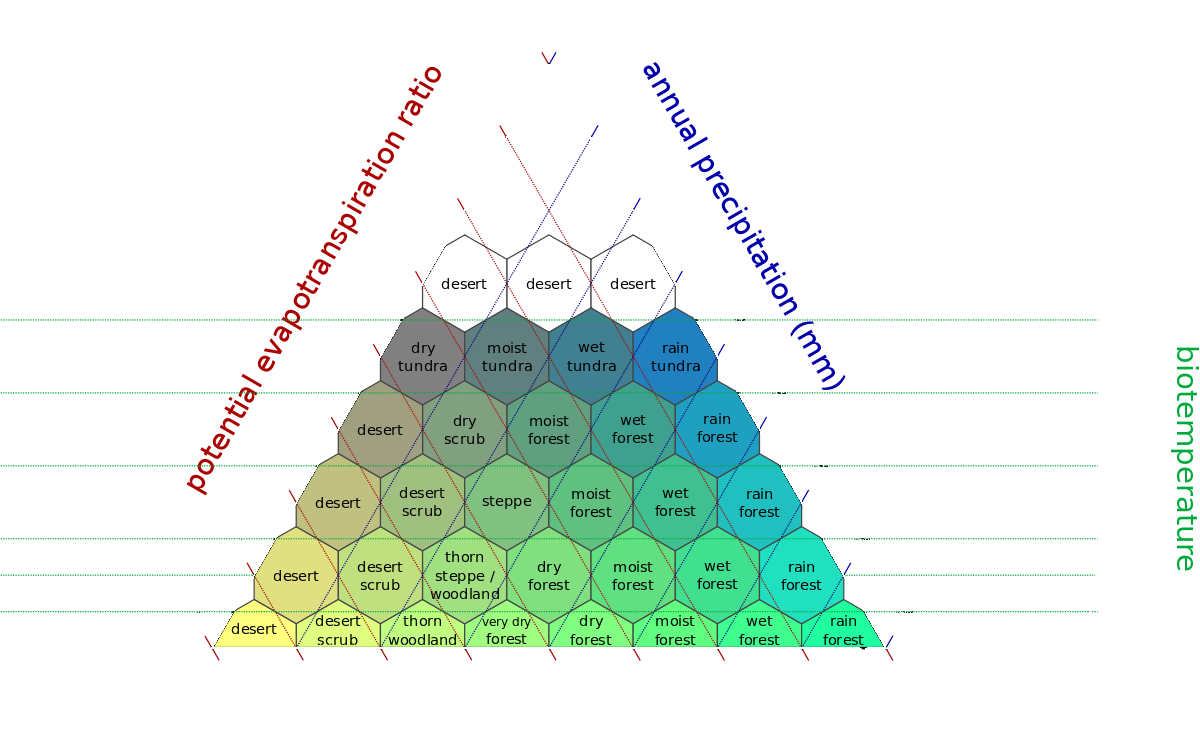 potential evapotranspiration ratio
annual precipitation (mm)
biotemperature
desert
desert
desert
dry
tundra
moist
tundra
wet
tundra
rain
tundra
desert
dry
scrub
moist
forest
wet
forest
rain
forest
desert
desert
scrub
steppe
moist
forest
wet
forest
rain
forest
desert
desert
scrub
thorn
steppe /
woodland
dry
forest
moist
forest
wet
forest
rain
forest
desert
desert
scrub
thorn
woodland
very dry
forest
dry
forest
moist
forest
wet
forest
rain
forest